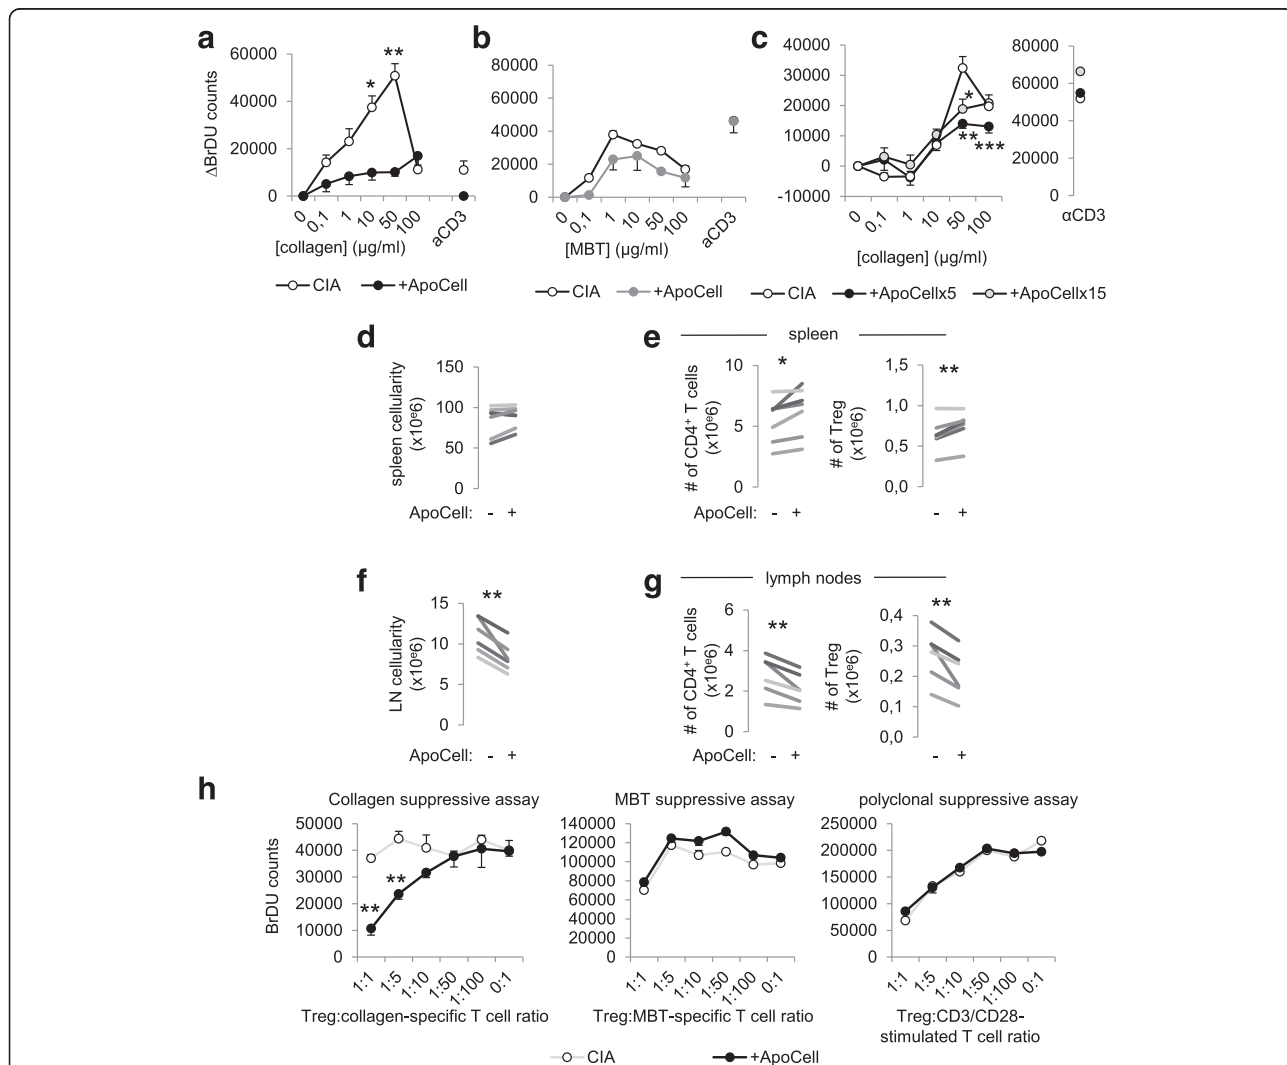 a
b
c
ΔBrDU counts
60000
40000
20000
0
*
**
0
0,1
1
10
50
100
aCD3
[collagen] (µg/ml)
CIA
+ApoCell
80000
60000
40000
20000
0
0
0,1
1
10
50
100
aCD3
[MBT] (µg/ml)
CIA
+ApoCell
40000
30000
20000
10000
0
-10000
*
**
***
0
0,1
1
10
50
100
[collagen] (µg/ml)
80000
60000
40000
20000
0
αCD3
CIA
+ApoCellx5
+ApoCellx15
d
spleen cellularity
(x10e6)
150
100
50
0
ApoCell: - +
e
spleen
# of CD4+ T cells
(x10e6)
10
5
0
*
ApoCell: - +
# of Treg
(x10e6)
1,5
1,0
0,5
0,0
**
- +
f
LN cellularity
(x10e6)
15
10
5
0
**
ApoCell: - +
g
lymph nodes
# of CD4+ T cells
(x10e6)
6
4
2
0
**
ApoCell: - +
# of Treg
(x10e6)
0,4
0,3
0,2
0,1
0,0
**
- +
h
Collagen suppressive assay
BrDU counts
50000
40000
30000
20000
10000
0
**
**
1:1
1:5
1:10
1:50
1:100
0:1
Treg:collagen-specific T cell ratio
MBT suppressive assay
140000
120000
100000
80000
60000
40000
20000
0
1:1
1:5
1:10
1:50
1:100
0:1
Treg:MBT-specific T cell ratio
polyclonal suppressive assay
250000
200000
150000
100000
50000
0
1:1
1:5
1:10
1:50
1:100
0:1
Treg:CD3/CD28-
stimulated T cell ratio
CIA
+ApoCell